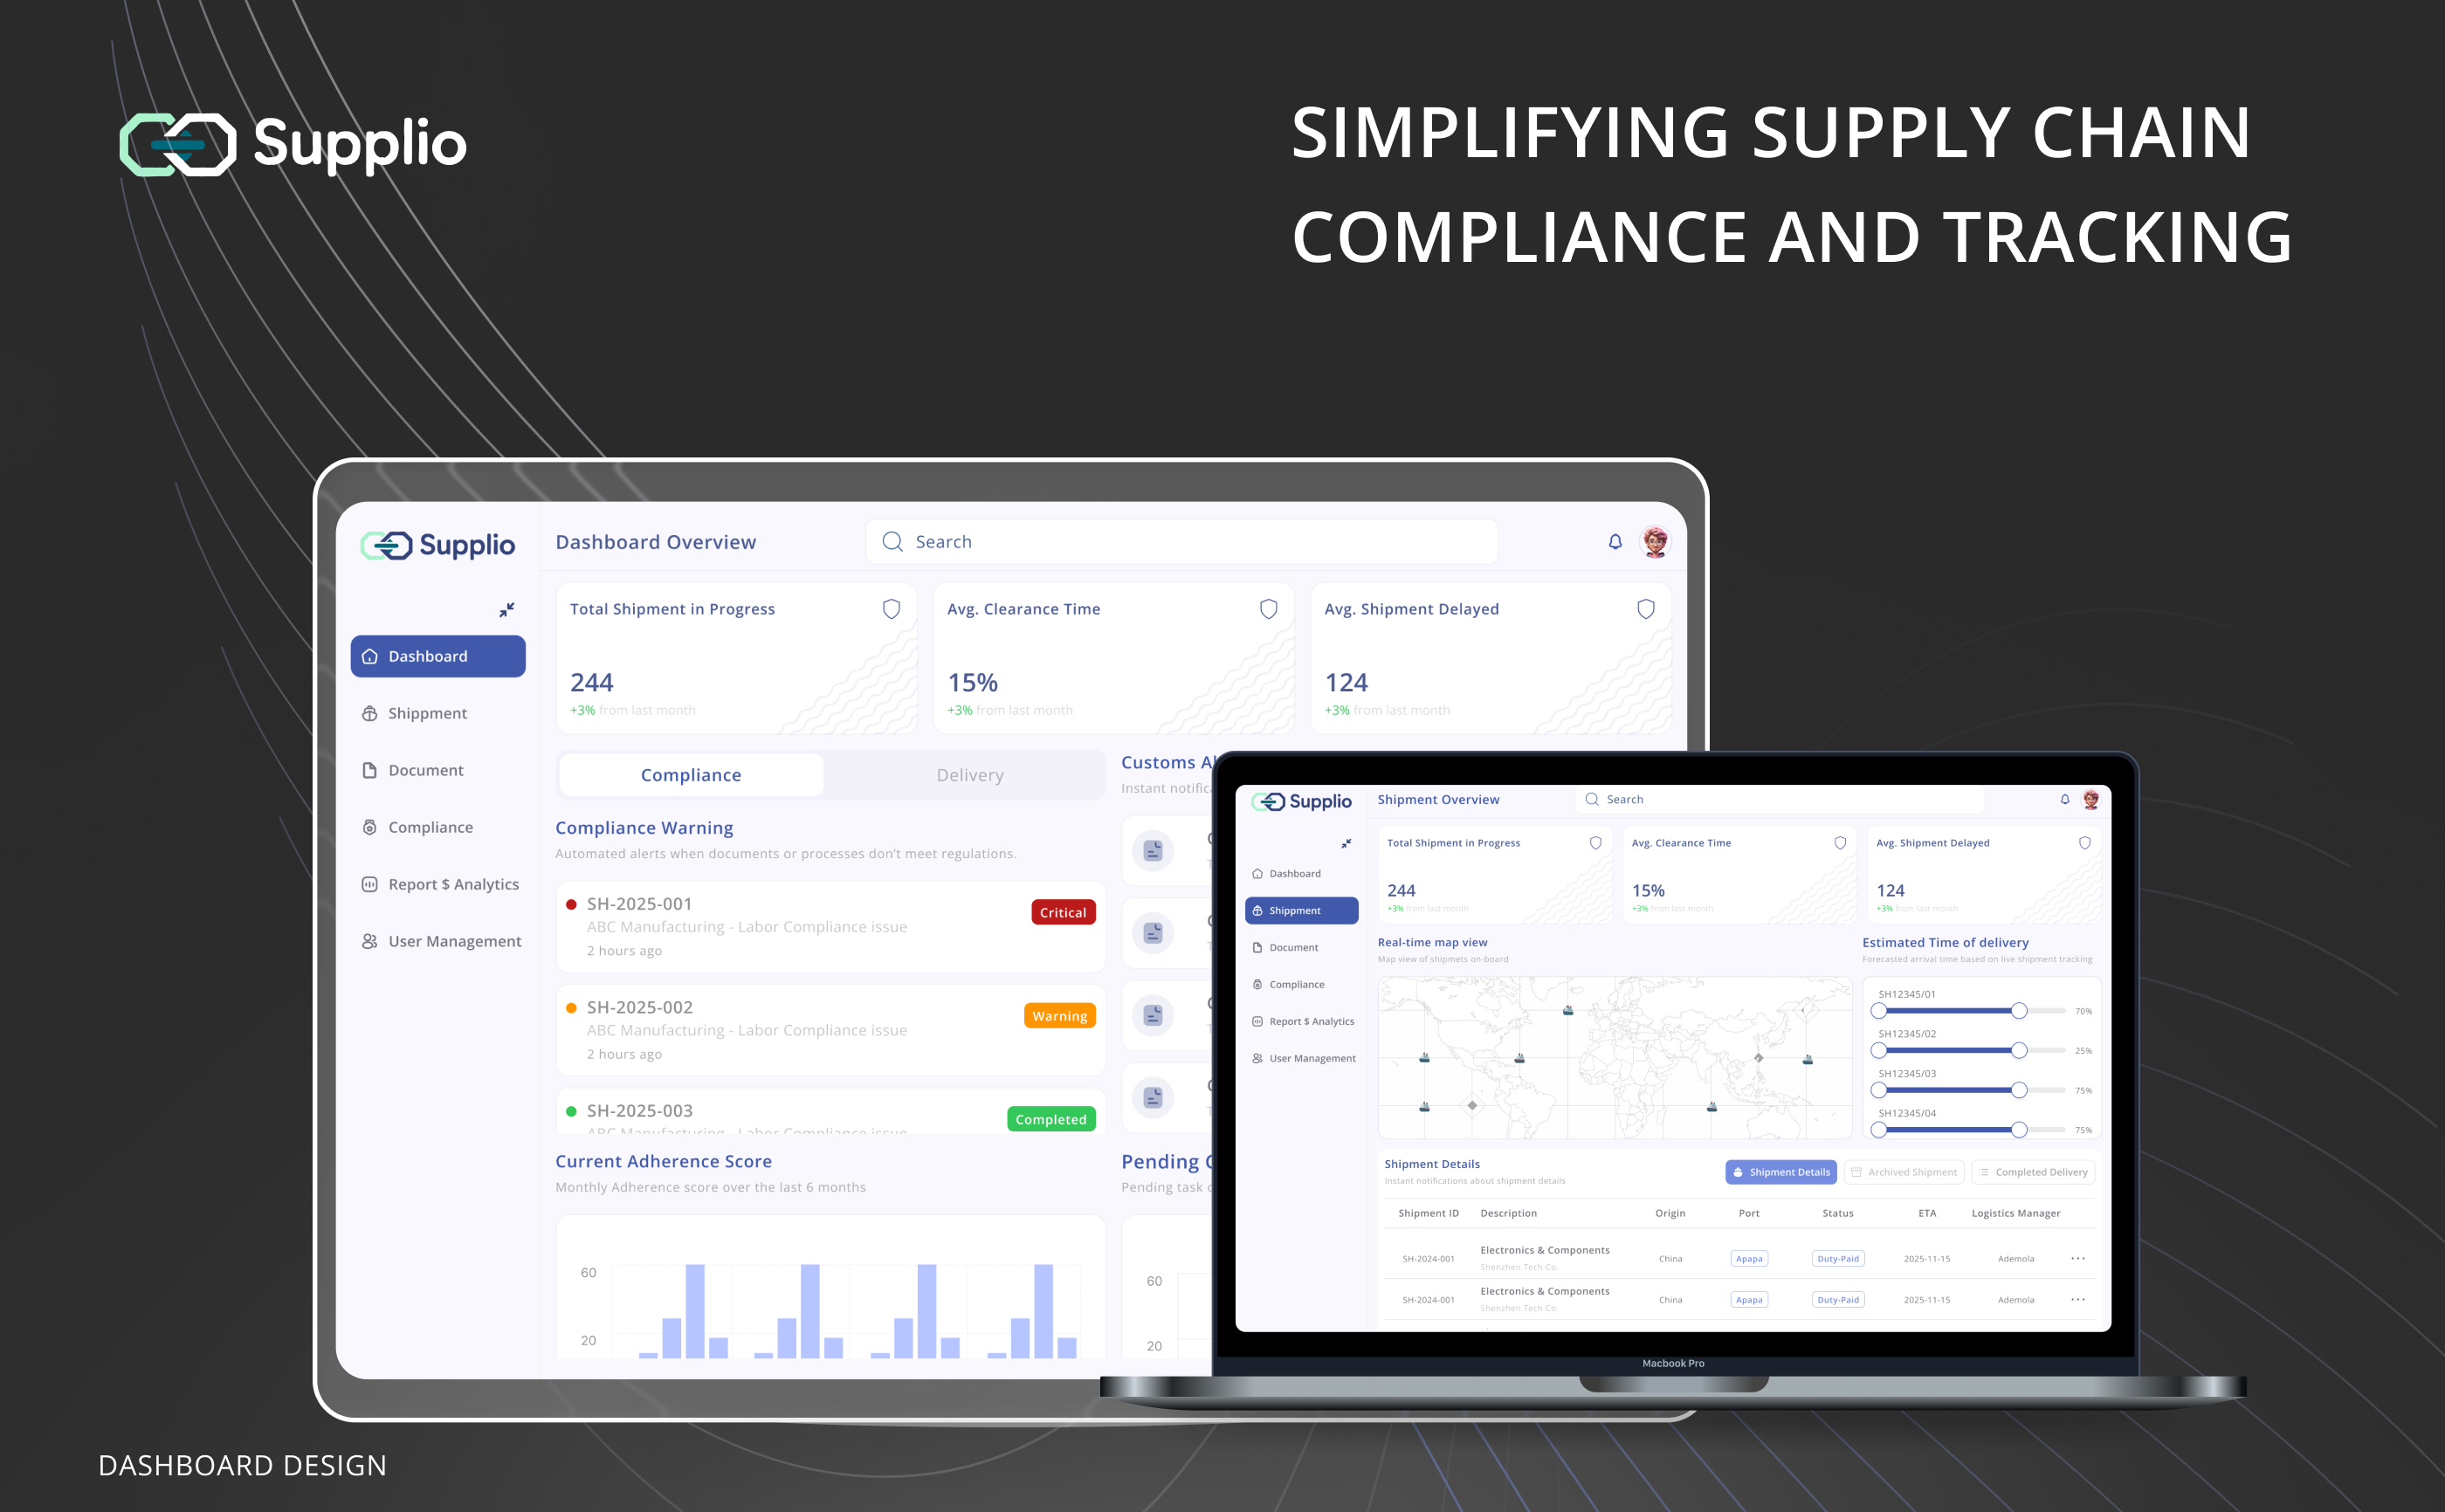 Supplio
SIMPLIFYING SUPPLY CHAIN
COMPLIANCE AND TRACKING
Supplio
Dashboard Overview
Search
Dashboard
Shippment
Document
Compliance
Report $ Analytics
User Management
Total Shipment in Progress
244
+3% from last month
Avg. Clearance Time
15%
+3% from last month
Avg. Shipment Delayed
124
+3% from last month
Compliance
Delivery
Compliance Warning
Automated alerts when documents or processes don't meet regulations.
SH-2025-001
ABC Manufacturing - Labor Compliance issue
2 hours ago
Critical
SH-2025-002
ABC Manufacturing - Labor Compliance issue
2 hours ago
Warning
SH-2025-003
ABC Manufacturing - Labor Compliance issue
Completed
Customs
Instant
Current Adherence Score
Monthly Adherence score over the last 6 months
60
20
Pending
Pending task
60
20
Supplio
Shipment Overview
Search
Dashboard
Shippment
Document
Compliance
Report $ Analytics
User Management
Total Shipment in Progress
244
+3% from last month
Avg. Clearance Time
15%
+3% from last month
Avg. Shipment Delayed
124
+3% from last month
Real-time map view
Map view of shipmets on-board
Estimated Time of delivery
Forecasted arrival time based on live shipment tracking
SH12345/01
70%
SH12345/02
25%
SH12345/03
75%
SH12345/04
75%
Shipment Details
Instant notifications about shipment details
Shipment Details
Archived Shipment
Completed Delivery
Shipment ID Description Origin Port Status ETA Logistics Manager
SH-2024-001 Electronics & Components China Apapa Duty-Paid 2025-11-15 Ademola
Shenzhen Tech Co.
SH-2024-001 Electronics & Components China Apapa Duty-Paid 2025-11-15 Ademola
Shenzhen Tech Co.
Macbook Pro
DASHBOARD DESIGN